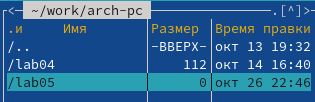 <─ ~/work/arch-pc ─.[^]>
.и Имя Размер Время правки
/.. -ВВЕРХ- окт 13 19:32
/lab04 112 окт 14 16:40
/lab05 0 окт 26 22:46